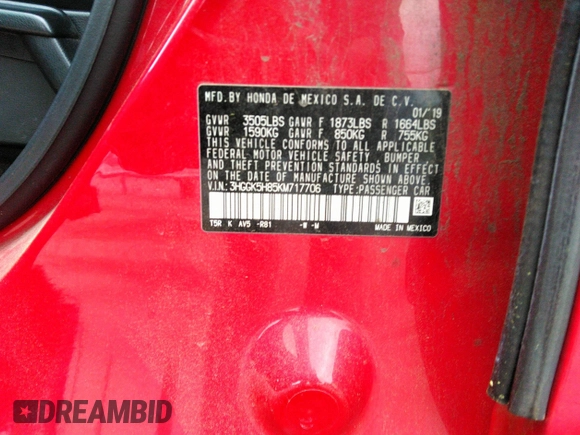 MFD.BY HONDA DE MEXICO S.A. DE C.V.
01/19
GVWR 3505LBS GAWR F 1873LBS R 1664LBS
GVWR 1590KG GAWR F 850KG R 755KG
THIS VEHICLE CONFORMS TO ALL APPLICABLE
FEDERAL MOTOR VEHICLE SAFETY, BUMPER
AND THEFT PREVENTION STANDARDS IN EFFECT
ON THE DATE OF MANUFACTURE SHOWN ABOVE.
V.I.N.: 3HGGK5H85KM717706 TYPE:PASSENGER CAR
T5R K AV5 -R81 -W -W
MADE IN MEXICO
DREAMBID